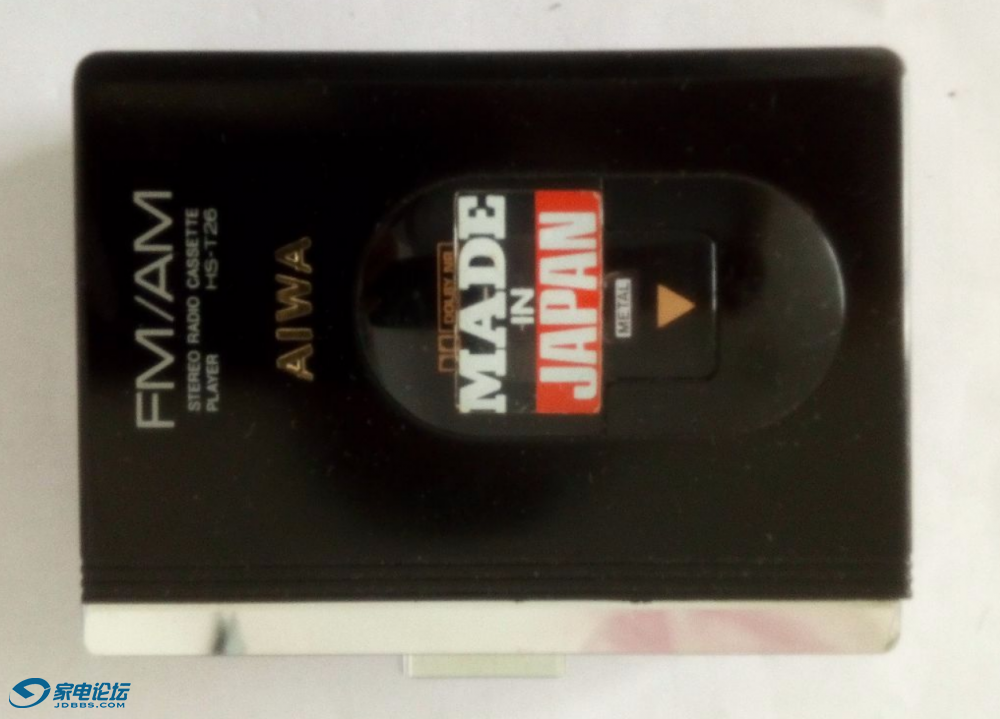 FM/AM
STEREO RADIO CASSETTE
PLAYER HS-T26
AIWA
DOLBY NR
MADE
IN
JAPAN
METAL
家电论坛
JDBBS.COM